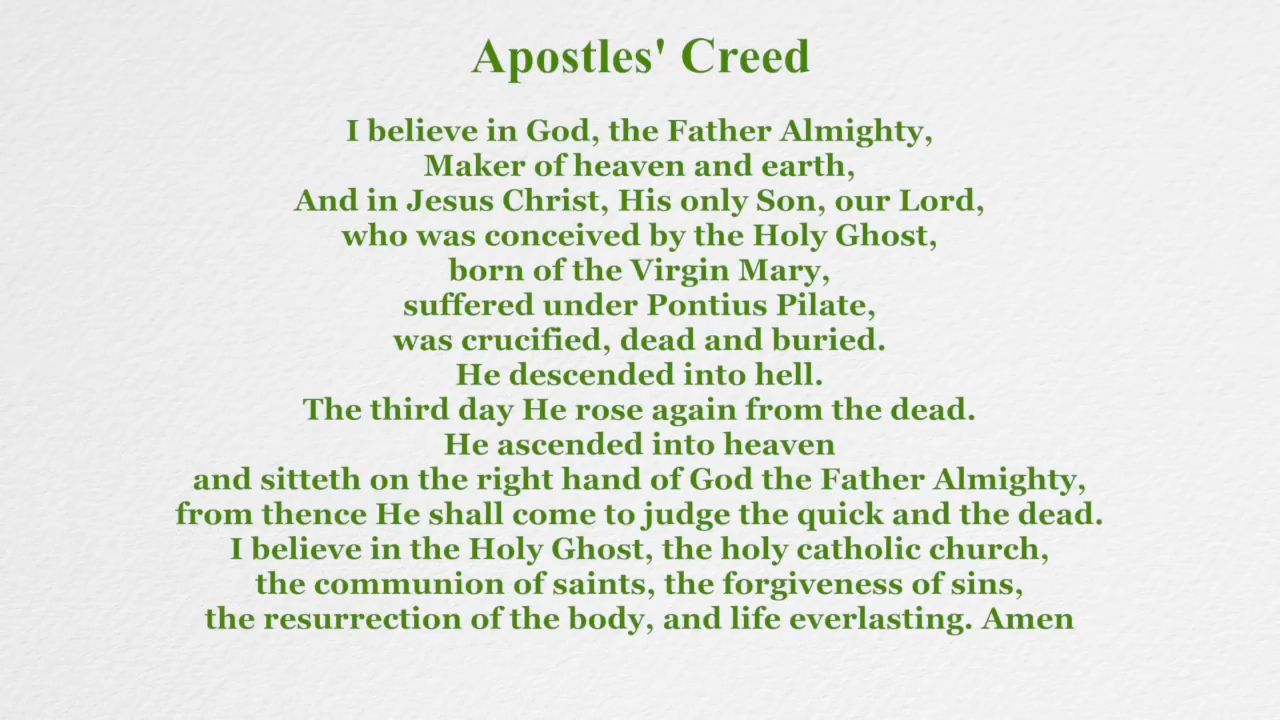 Apostles' Creed
I believe in God, the Father Almighty,
Maker of heaven and earth,
And in Jesus Christ, His only Son, our Lord,
who was conceived by the Holy Ghost,
born of the Virgin Mary,
suffered under Pontius Pilate,
was crucified, dead and buried.
He descended into hell.
The third day He rose again from the dead.
He ascended into heaven
and sitteth on the right hand of God the Father Almighty,
from thence He shall come to judge the quick and the dead.
I believe in the Holy Ghost, the holy catholic church,
the communion of saints, the forgiveness of sins,
the resurrection of the body, and life everlasting. Amen